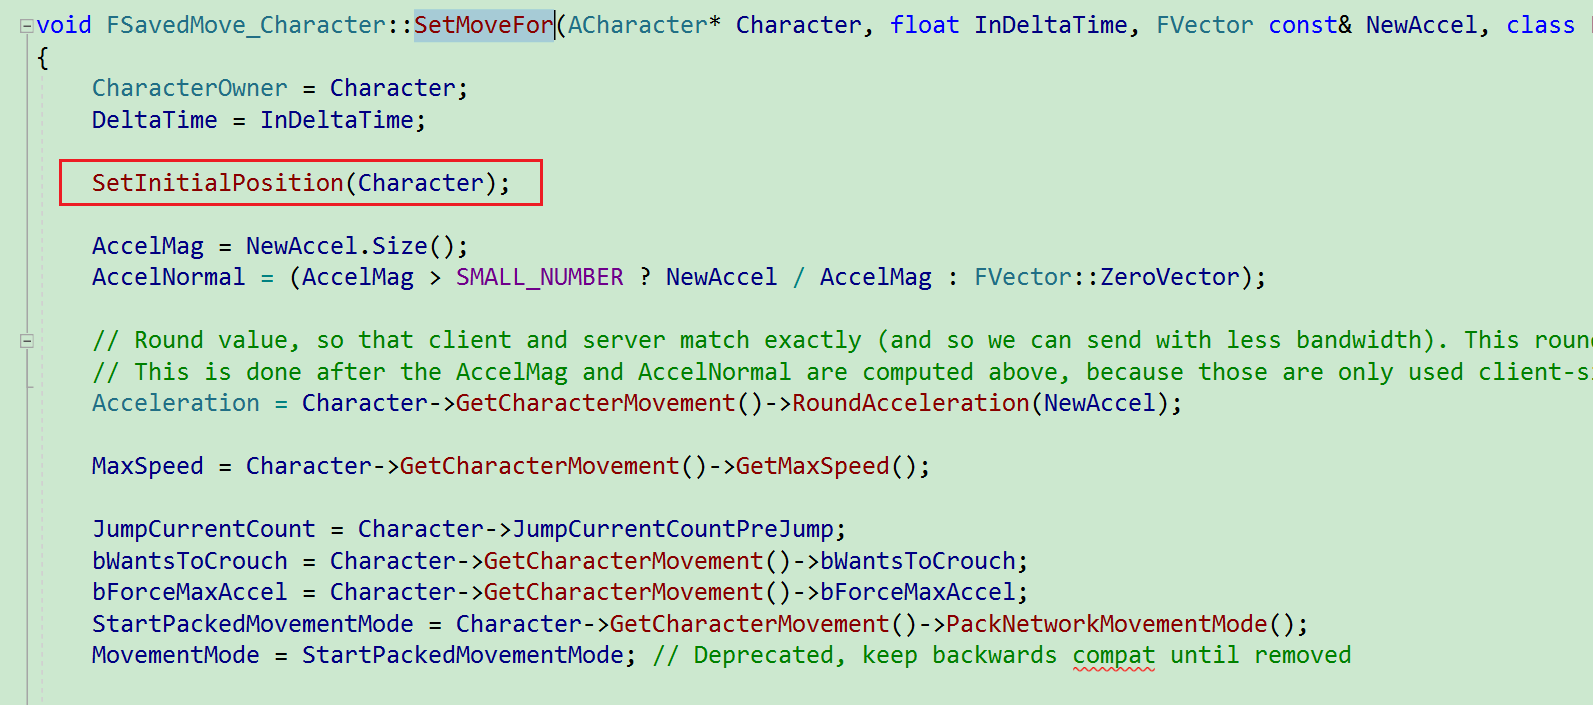 void FSavedMove_Character::SetMoveFor(ACharacter* Character, float InDeltaTime, FVector const& NewAccel, class
{
CharacterOwner = Character;
DeltaTime = InDeltaTime;
SetInitialPosition(Character);
AccelMag = NewAccel.Size();
AccelNormal = (AccelMag > SMALL_NUMBER ? NewAccel / AccelMag : FVector::ZeroVector);
// Round value, so that client and server match exactly (and so we can send with less bandwidth). This roun
// This is done after the AccelMag and AccelNormal are computed above, because those are only used client-si
Acceleration = Character->GetCharacterMovement()->RoundAcceleration(NewAccel);
MaxSpeed = Character->GetCharacterMovement()->GetMaxSpeed();
JumpCurrentCount = Character->JumpCurrentCountPreJump;
bWantsToCrouch = Character->GetCharacterMovement()->bWantsToCrouch;
bForceMaxAccel = Character->GetCharacterMovement()->bForceMaxAccel;
StartPackedMovementMode = Character->GetCharacterMovement()->PackNetworkMovementMode();
MovementMode = StartPackedMovementMode; // Deprecated, keep backwards compat until removed